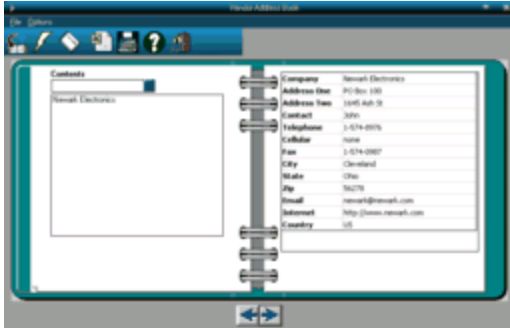 Vendor Address Book
File Options
Contents
Newark Electronics
Company Newark Electronics
Address One PO Box 100
Address Two 1645 Ash St
Contact John
Telephone 1-574-8976
Cellular none
Fax 1-574-0987
City Cleveland
State Ohio
Zip 56278
Email newark@newark.com
Internet http://www.newark.com
Country US